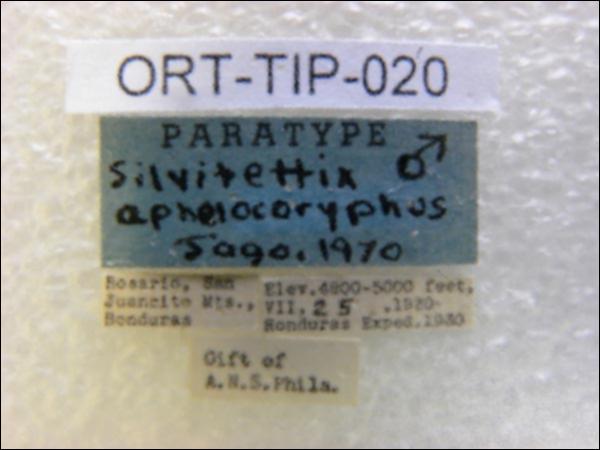 ORT-TIP-020
PARATYPE
Silvitettix ♂
aphelocoryphus
Jago. 1970
Rosario, San
Juancito Mts.,
Honduras
Elev. 4800-5000 feet,
VII, 25 .1930-
Honduras Exped. 1930
Gift of
A.N.S. Phila.